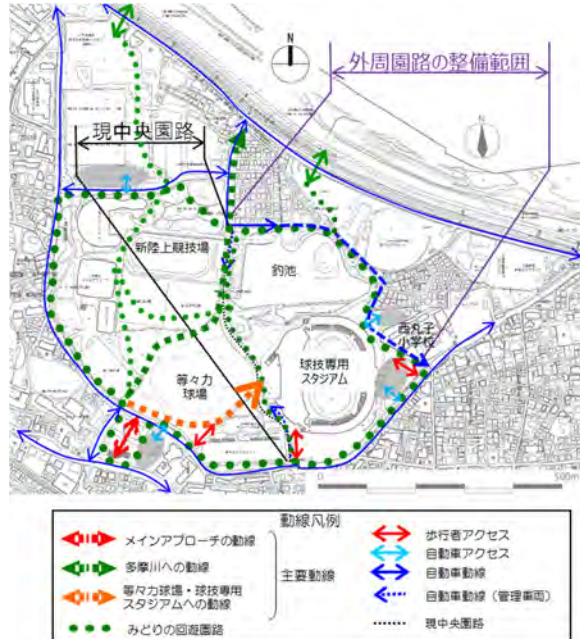 N
外周園路の整備範囲
現中央園路
新陸上競技場
釣池
西丸子
小学校
等々力
球場
球技専用
スタジアム
0
500m
動線凡例
メインアプローチの動線
多摩川への動線
等々力球場・球技専用
スタジアムへの動線
みどりの回遊園路
主要動線
歩行者アクセス
自動車アクセス
自動車動線
自動車動線（管理車両）
現中央園路